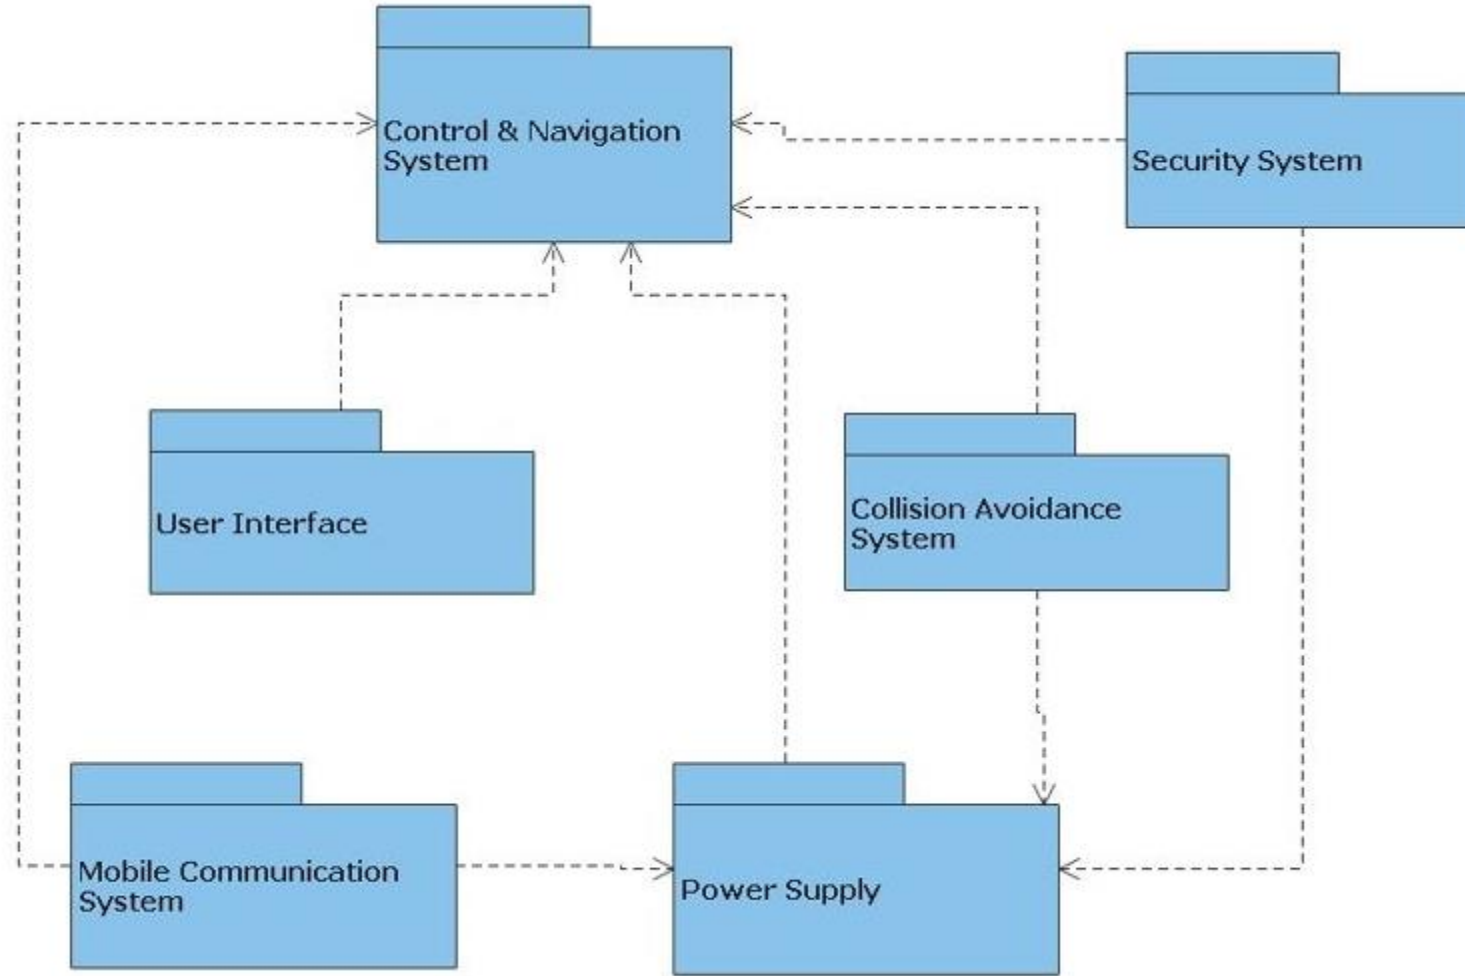 Control & Navigation
System
Security System
User Interface
Collision Avoidance
System
Mobile Communication
System
Power Supply